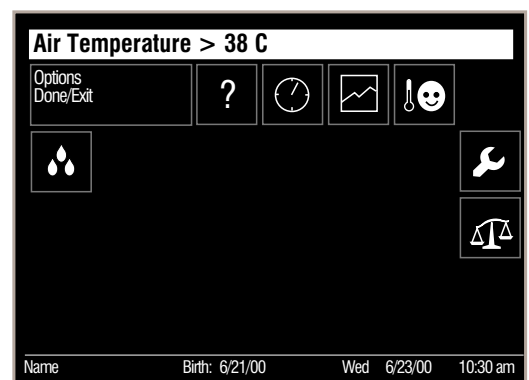 Air Temperature > 38 C
Options
Done/Exit
?
Name Birth: 6/21/00 Wed 6/23/00 10:30 am